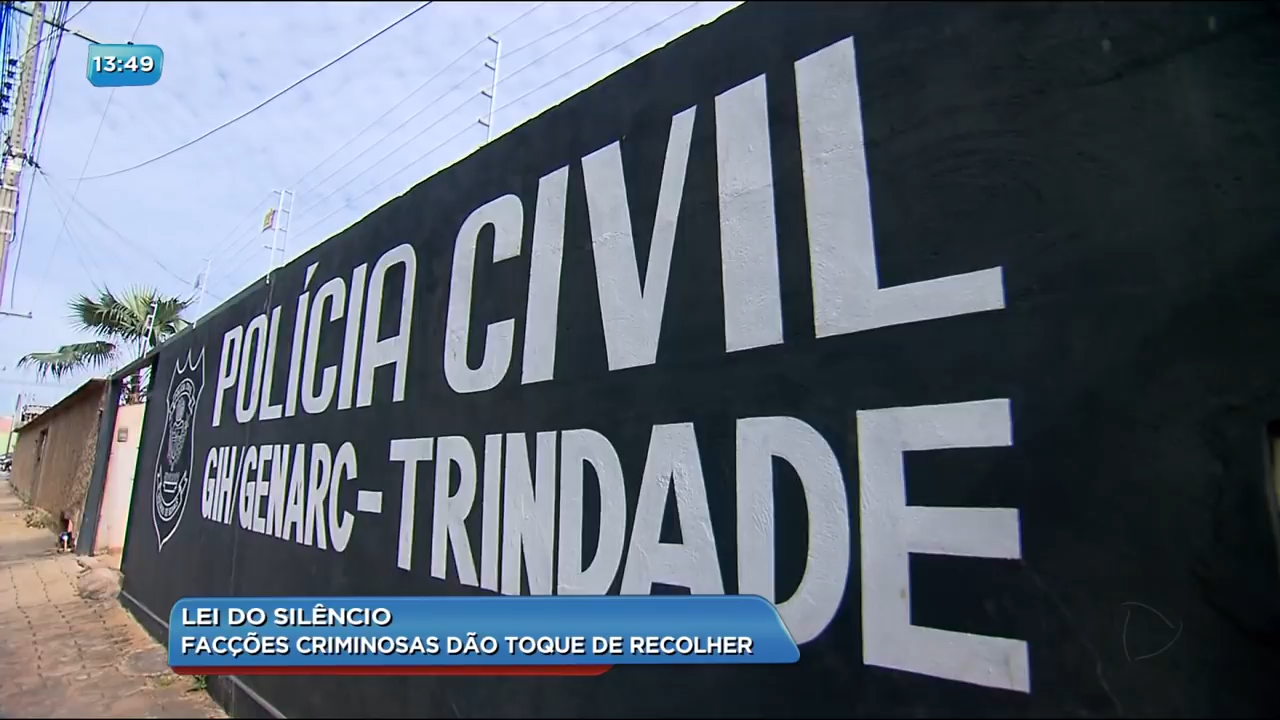 13:49
POLÍCIA CIVIL
GIH/GENARC-TRINDADE
LEI DO SILÊNCIO
FACÇÕES CRIMINOSAS DÃO TOQUE DE RECOLHER